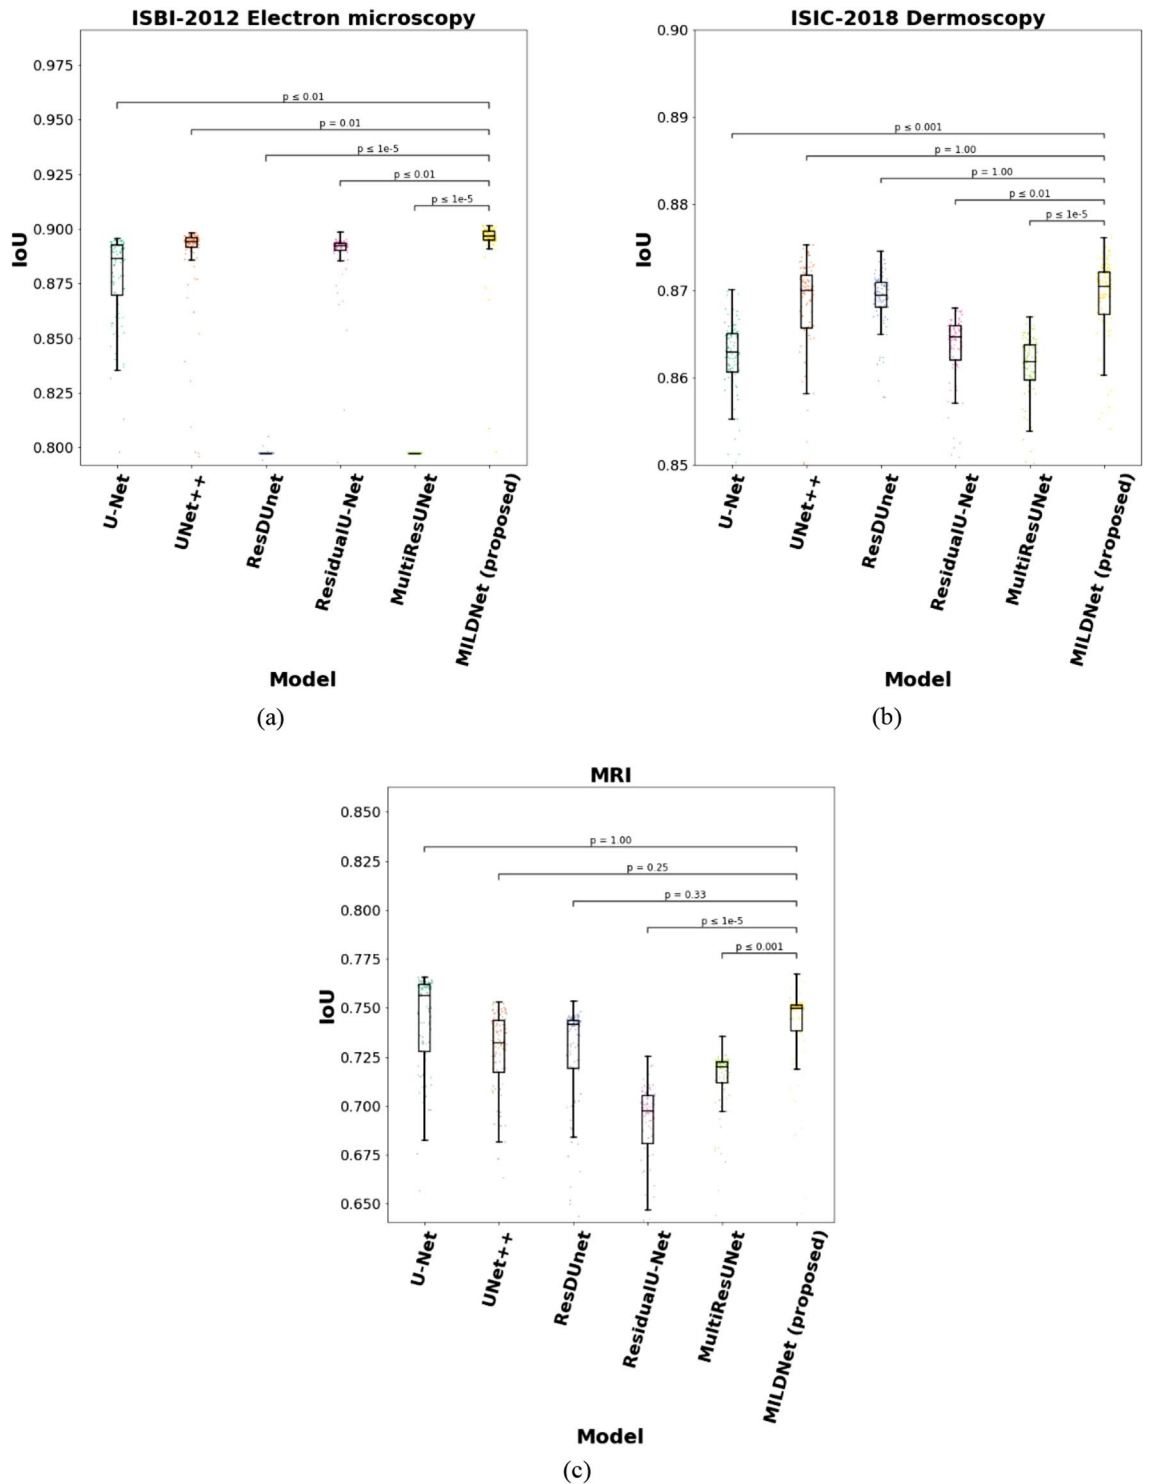 ISBI-2012 Electron microscopy
0.975
0.950
0.925
0.900
0.875
0.850
0.825
0.800
IoU
p ≤ 0.01
p = 0.01
p ≤ 1e-5
p ≤ 0.01
p ≤ 1e-5
U-Net
UNet++
ResDUnet
ResidualU-Net
MultiResUNet
MILDNet (proposed)
Model
(a)
ISIC-2018 Dermoscopy
0.90
0.89
0.88
0.87
0.86
0.85
IoU
p ≤ 0.001
p = 1.00
p = 1.00
p ≤ 0.01
p ≤ 1e-5
U-Net
UNet++
ResDUnet
ResidualU-Net
MultiResUNet
MILDNet (proposed)
Model
(b)
MRI
0.850
0.825
0.800
0.775
0.750
0.725
0.700
0.675
0.650
IoU
p = 1.00
p = 0.25
p = 0.33
p ≤ 1e-5
p ≤ 0.001
U-Net
UNet++
ResDUnet
ResidualU-Net
MultiResUNet
MILDNet (proposed)
Model
(c)